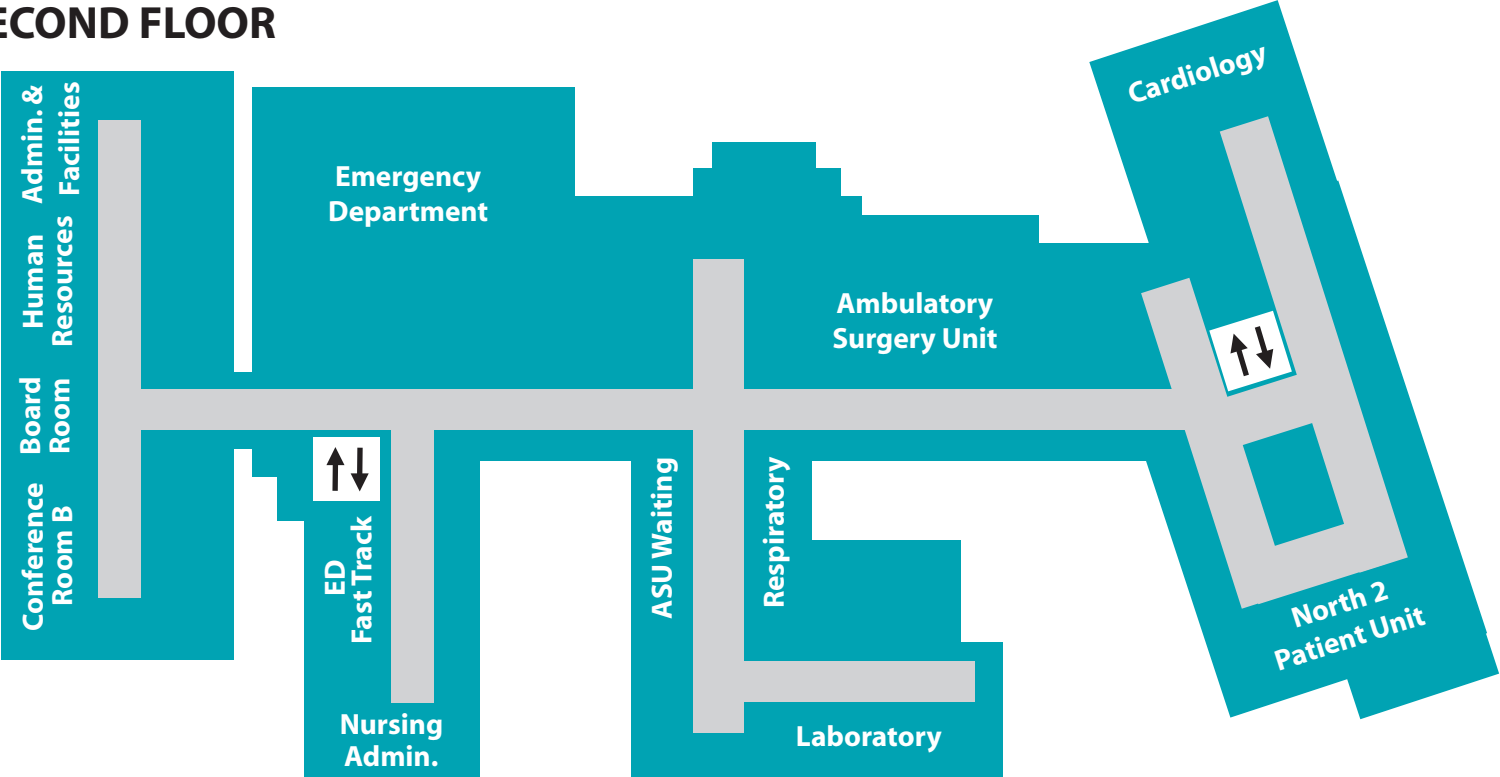 ECOND FLOOR
Admin. &
Facilities
Human
Resources
Board
Room
Conference
Room B
Emergency
Department
ED
Fast Track
Nursing
Admin.
ASU Waiting
Respiratory
Laboratory
Ambulatory
Surgery Unit
Cardiology
North 2
Patient Unit